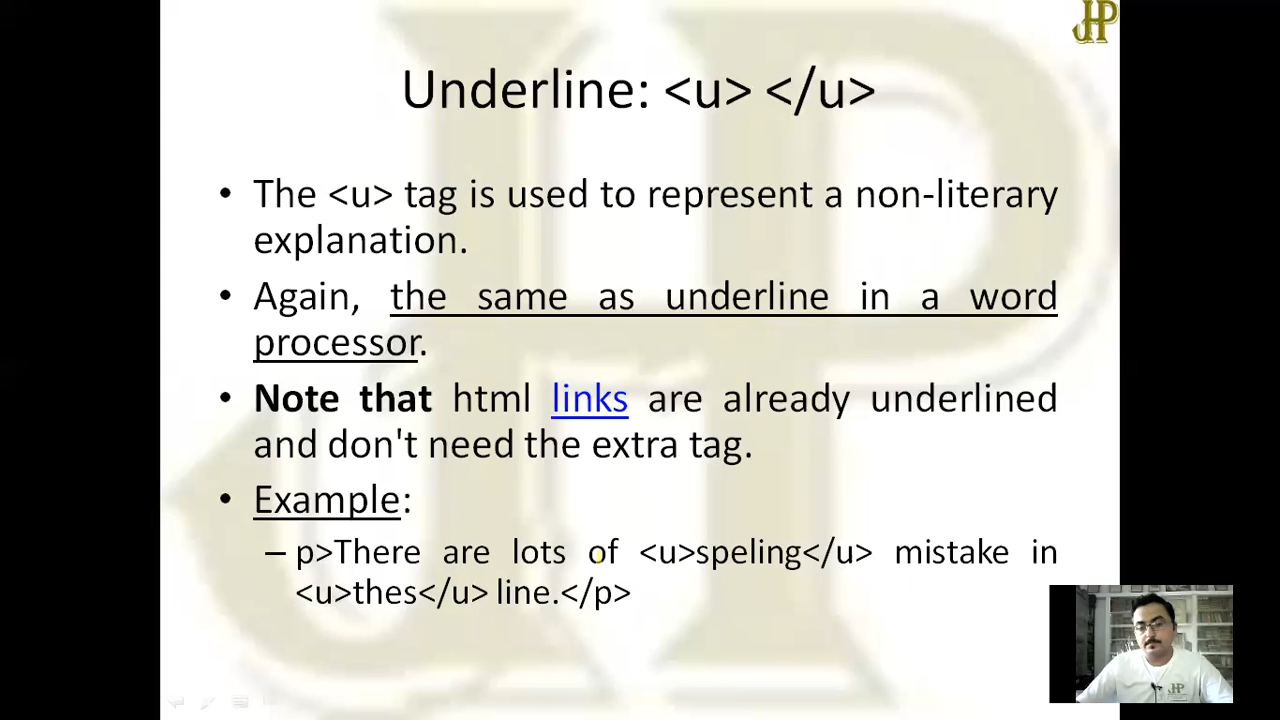 JHP
Underline: <u> </u>
• The <u> tag is used to represent a non-literary
explanation.
• Again, the same as underline in a word
processor.
• Note that html links are already underlined
and don't need the extra tag.
• Example:
– p>There are lots of <u>speling</u> mistake in
<u>thes</u> line.</p>
JHP